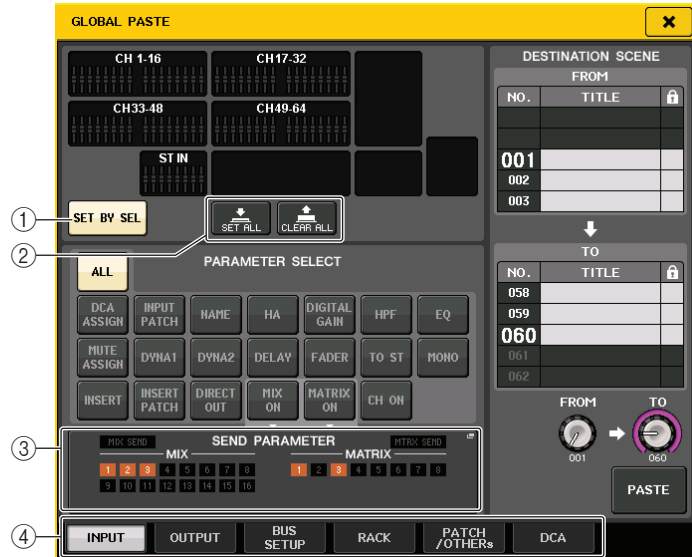 GLOBAL PASTE
CH 1-16
CH17-32
CH33-48
CH49-64
ST IN
① SET BY SEL
② SET ALL
CLEAR ALL
ALL
PARAMETER SELECT
DCA ASSIGN
INPUT PATCH
NAME
HA
DIGITAL GAIN
HPF
EQ
MUTE ASSIGN
DYNA1
DYNA2
DELAY
FADER
TO ST
MONO
INSERT
INSERT PATCH
DIRECT OUT
MIX ON
MATRIX ON
CH ON
③
MIX SEND
SEND PARAMETER
MTRX SEND
MIX
MATRIX
1 2 3 4 5 6 7 8
1 2 3 4 5 6 7 8
9 10 11 12 13 14 15 16
④
INPUT
OUTPUT
BUS SETUP
RACK
PATCH /OTHERs
DCA
DESTINATION SCENE
FROM
NO. TITLE
001
002
003
TO
NO. TITLE
058
059
060
061
062
FROM
TO
001
060
PASTE